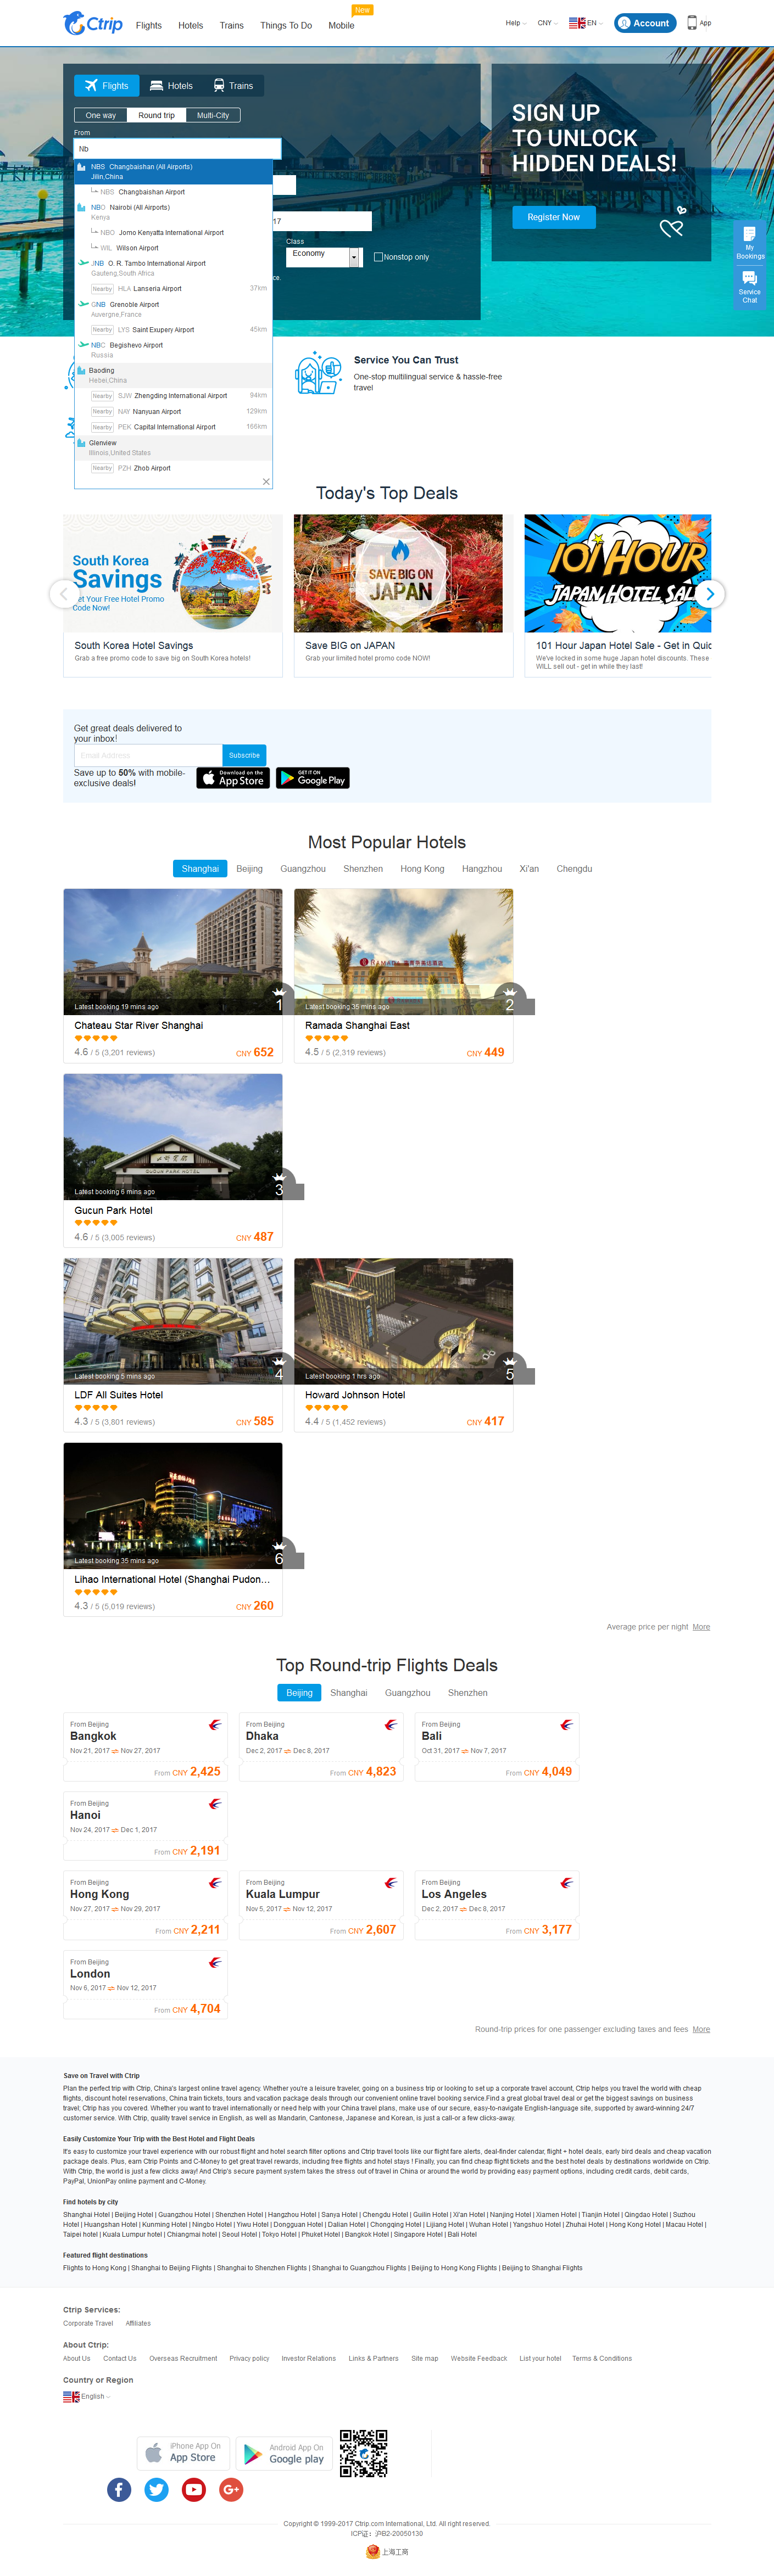 Ctrip
Flights
Hotels
Trains
Things To Do
Mobile
New
Help
CNY
EN
Account
App
Flights
Hotels
Trains
One way
Round trip
Multi-City
From
Nb
NBS Changbaishan (All Airports)
Jilin,China
NBS Changbaishan Airport
NBO Nairobi (All Airports)
Kenya
NBO Jomo Kenyatta International Airport
WIL Wilson Airport
JNB O. R. Tambo International Airport
Gauteng,South Africa
Nearby HLA Lanseria Airport 37km
GNB Grenoble Airport
Auvergne,France
Nearby LYS Saint Exupery Airport 45km
NBC Begishevo Airport
Russia
Baoding
Hebei,China
Nearby SJW Zhengding International Airport 94km
Nearby NAY Nanyuan Airport 129km
Nearby PEK Capital International Airport 166km
Glenview
Illinois,United States
Nearby PZH Zhob Airport
17
Class
Economy
Nonstop only
ce.
SIGN UP
TO UNLOCK
HIDDEN DEALS!
Register Now
My
Bookings
Service
Chat
Service You Can Trust
One-stop multilingual service & hassle-free
travel
Today's Top Deals
South Korea
Savings
et Your Free Hotel Promo
Code Now!
SAVE BIG ON
JAPAN
101 HOUR
JAPAN HOTEL SAL
South Korea Hotel Savings
Grab a free promo code to save big on South Korea hotels!
Save BIG on JAPAN
Grab your limited hotel promo code NOW!
101 Hour Japan Hotel Sale - Get in Quic
We've locked in some huge Japan hotel discounts. These
WILL sell out - get in while they last!
Get great deals delivered to
your inbox!
Email Address
Subscribe
Save up to 50% with mobile-
exclusive deals!
Download on the
App Store
GET IT ON
Google Play
Most Popular Hotels
Shanghai
Beijing
Guangzhou
Shenzhen
Hong Kong
Hangzhou
Xi'an
Chengdu
Latest booking 19 mins ago
1
Chateau Star River Shanghai
4.6 / 5 (3,201 reviews)
CNY 652
RAMADA
Latest booking 35 mins ago
2
Ramada Shanghai East
4.5 / 5 (2,319 reviews)
CNY 449
GUCUN PARK HOTEL
Latest booking 6 mins ago
3
Gucun Park Hotel
4.6 / 5 (3,005 reviews)
CNY 487
Latest booking 5 mins ago
4
LDF All Suites Hotel
4.3 / 5 (3,801 reviews)
CNY 585
Latest booking 1 hrs ago
5
Howard Johnson Hotel
4.4 / 5 (1,452 reviews)
CNY 417
Latest booking 35 mins ago
6
Lihao International Hotel (Shanghai Pudon...
4.3 / 5 (5,019 reviews)
CNY 260
Average price per night More
Top Round-trip Flights Deals
Beijing
Shanghai
Guangzhou
Shenzhen
From Beijing
Bangkok
Nov 21, 2017 ⇌ Nov 27, 2017
From CNY 2,425
From Beijing
Dhaka
Dec 2, 2017 ⇌ Dec 8, 2017
From CNY 4,823
From Beijing
Bali
Oct 31, 2017 ⇌ Nov 7, 2017
From CNY 4,049
From Beijing
Hanoi
Nov 24, 2017 ⇌ Dec 1, 2017
From CNY 2,191
From Beijing
Hong Kong
Nov 27, 2017 ⇌ Nov 29, 2017
From CNY 2,211
From Beijing
Kuala Lumpur
Nov 5, 2017 ⇌ Nov 12, 2017
From CNY 2,607
From Beijing
Los Angeles
Dec 2, 2017 ⇌ Dec 8, 2017
From CNY 3,177
From Beijing
London
Nov 6, 2017 ⇌ Nov 12, 2017
From CNY 4,704
Round-trip prices for one passenger excluding taxes and fees More
Save on Travel with Ctrip
Plan the perfect trip with Ctrip, China's largest online travel agency. Whether you're a leisure traveler, going on a business trip or looking to set up a corporate travel account, Ctrip helps you travel the world with cheap
flights, discount hotel reservations, China train tickets, tours and vacation package deals through our convenient online travel booking service.Find a great global travel deal or get the biggest savings on business
travel; Ctrip has you covered. Whether you want to travel internationally or need help with your China travel plans, make use of our secure, easy-to-navigate English-language site, supported by award-winning 24/7
customer service. With Ctrip, quality travel service in English, as well as Mandarin, Cantonese, Japanese and Korean, is just a call-or a few clicks-away.
Easily Customize Your Trip with the Best Hotel and Flight Deals
It's easy to customize your travel experience with our robust flight and hotel search filter options and Ctrip travel tools like our flight fare alerts, deal-finder calendar, flight + hotel deals, early bird deals and cheap vacation
package deals. Plus, earn Ctrip Points and C-Money to get great travel rewards, including free flights and hotel stays ! Finally, you can find cheap flight tickets and the best hotel deals by destinations worldwide on Ctrip.
With Ctrip, the world is just a few clicks away! And Ctrip's secure payment system takes the stress out of travel in China or around the world by providing easy payment options, including credit cards, debit cards,
PayPal, UnionPay online payment and C-Money.
Find hotels by city
Shanghai Hotel | Beijing Hotel | Guangzhou Hotel | Shenzhen Hotel | Hangzhou Hotel | Sanya Hotel | Chengdu Hotel | Guilin Hotel | Xi'an Hotel | Nanjing Hotel | Xiamen Hotel | Tianjin Hotel | Qingdao Hotel | Suzhou
Hotel | Huangshan Hotel | Kunming Hotel | Ningbo Hotel | Yiwu Hotel | Dongguan Hotel | Dalian Hotel | Chongqing Hotel | Lijiang Hotel | Wuhan Hotel | Yangshuo Hotel | Zhuhai Hotel | Hong Kong Hotel | Macau Hotel |
Taipei hotel | Kuala Lumpur hotel | Chiangmai hotel | Seoul Hotel | Tokyo Hotel | Phuket Hotel | Bangkok Hotel | Singapore Hotel | Bali Hotel
Featured flight destinations
Flights to Hong Kong | Shanghai to Beijing Flights | Shanghai to Shenzhen Flights | Shanghai to Guangzhou Flights | Beijing to Hong Kong Flights | Beijing to Shanghai Flights
Ctrip Services:
Corporate Travel Affiliates
About Ctrip:
About Us Contact Us Overseas Recruitment Privacy policy Investor Relations Links & Partners Site map Website Feedback List your hotel Terms & Conditions
Country or Region
English
iPhone App On
App Store
Android App On
Google play
Copyright © 1999-2017 Ctrip.com International, Ltd. All right reserved.
ICP证：沪B2-20050130
上海工商